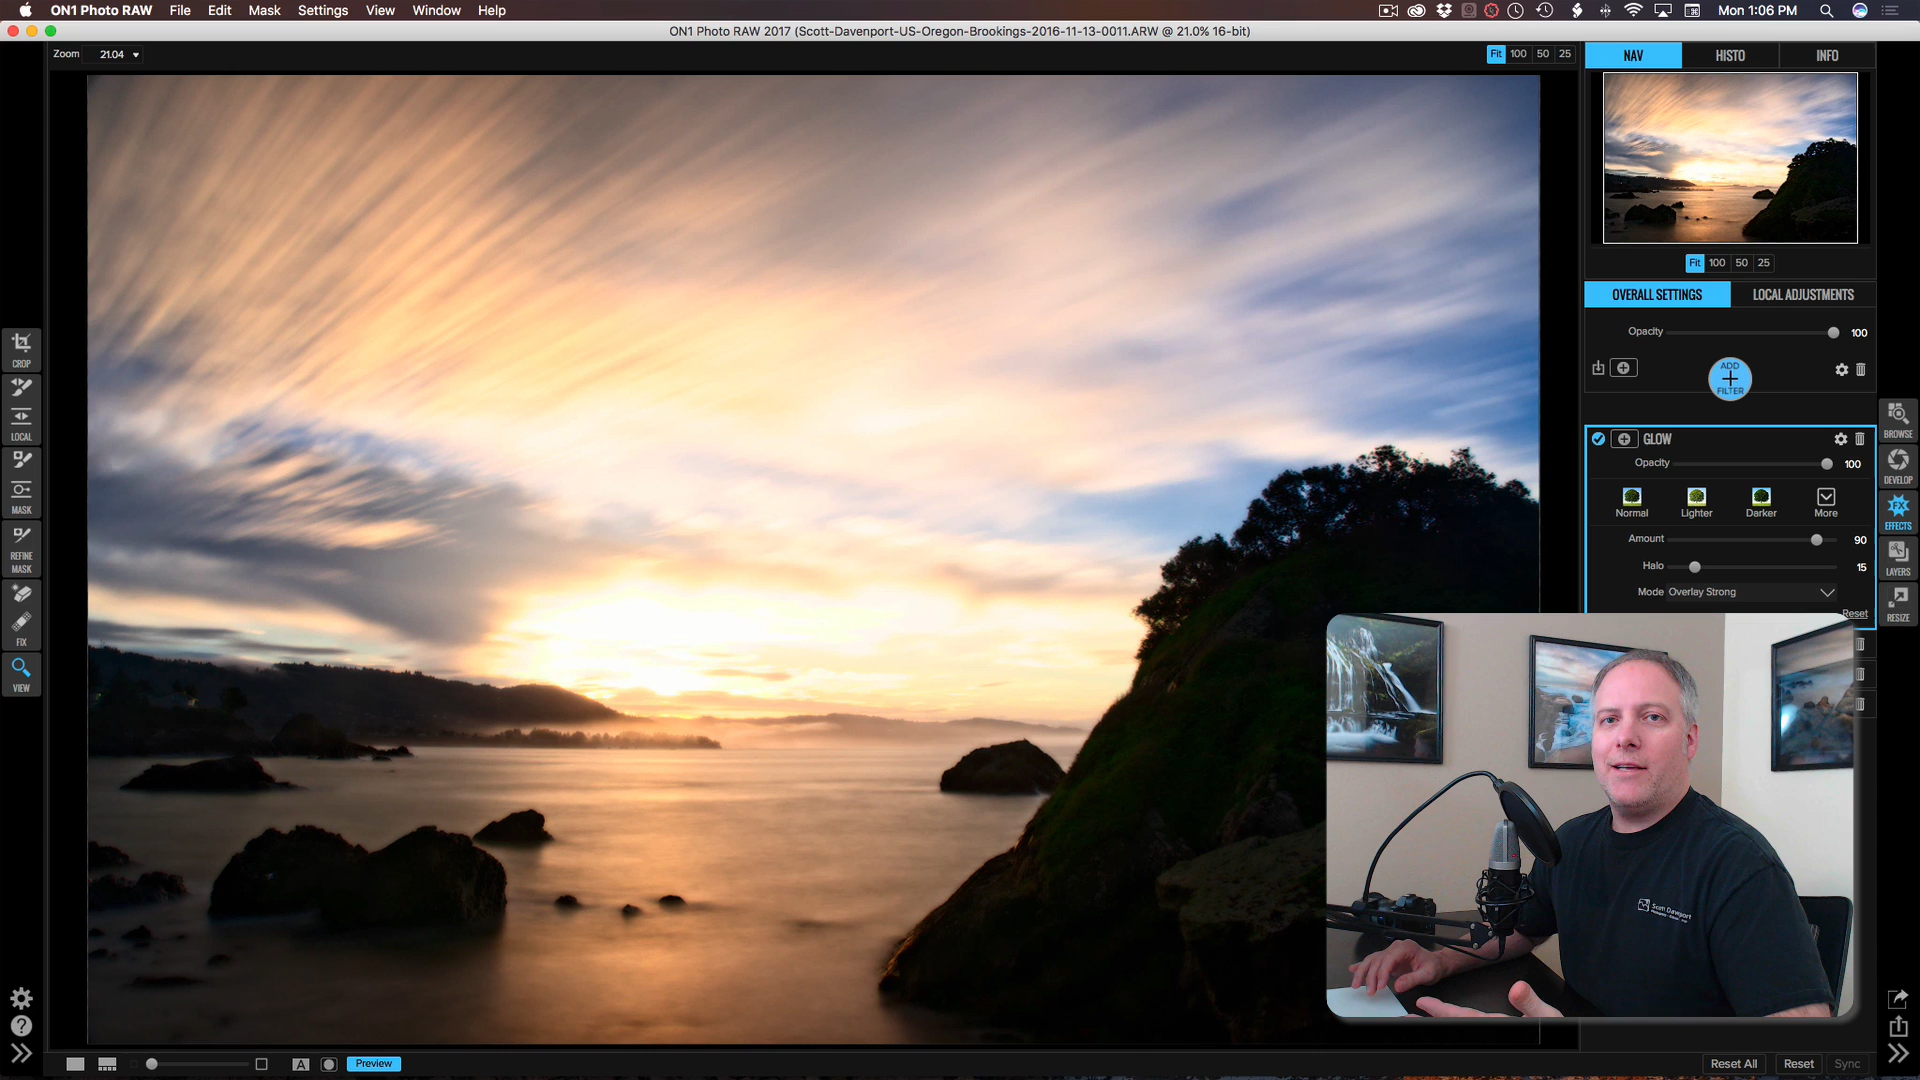 ON1 Photo RAW File Edit Mask Settings View Window Help Mon 1:06 PM
ON1 Photo RAW 2017 (Scott-Davenport-US-Oregon-Brookings-2016-11-13-0011.ARW @ 21.0% 16-bit)
Zoom 21.04 Fit 100 50 25
NAV HISTO INFO
Fit 100 50 25
OVERALL SETTINGS LOCAL ADJUSTMENTS
Opacity 100
ADD
FILTER
GLOW
Opacity 100
Normal Lighter Darker More
Amount 90
Halo 15
Mode Overlay Strong
Reset
CROP
LOCAL
MASK
REFINE
MASK
FIX
VIEW
BROWSE
DEVELOP
FX
EFFECTS
LAYERS
RESIZE
Scott Davenport
A Preview Reset All Reset Sync